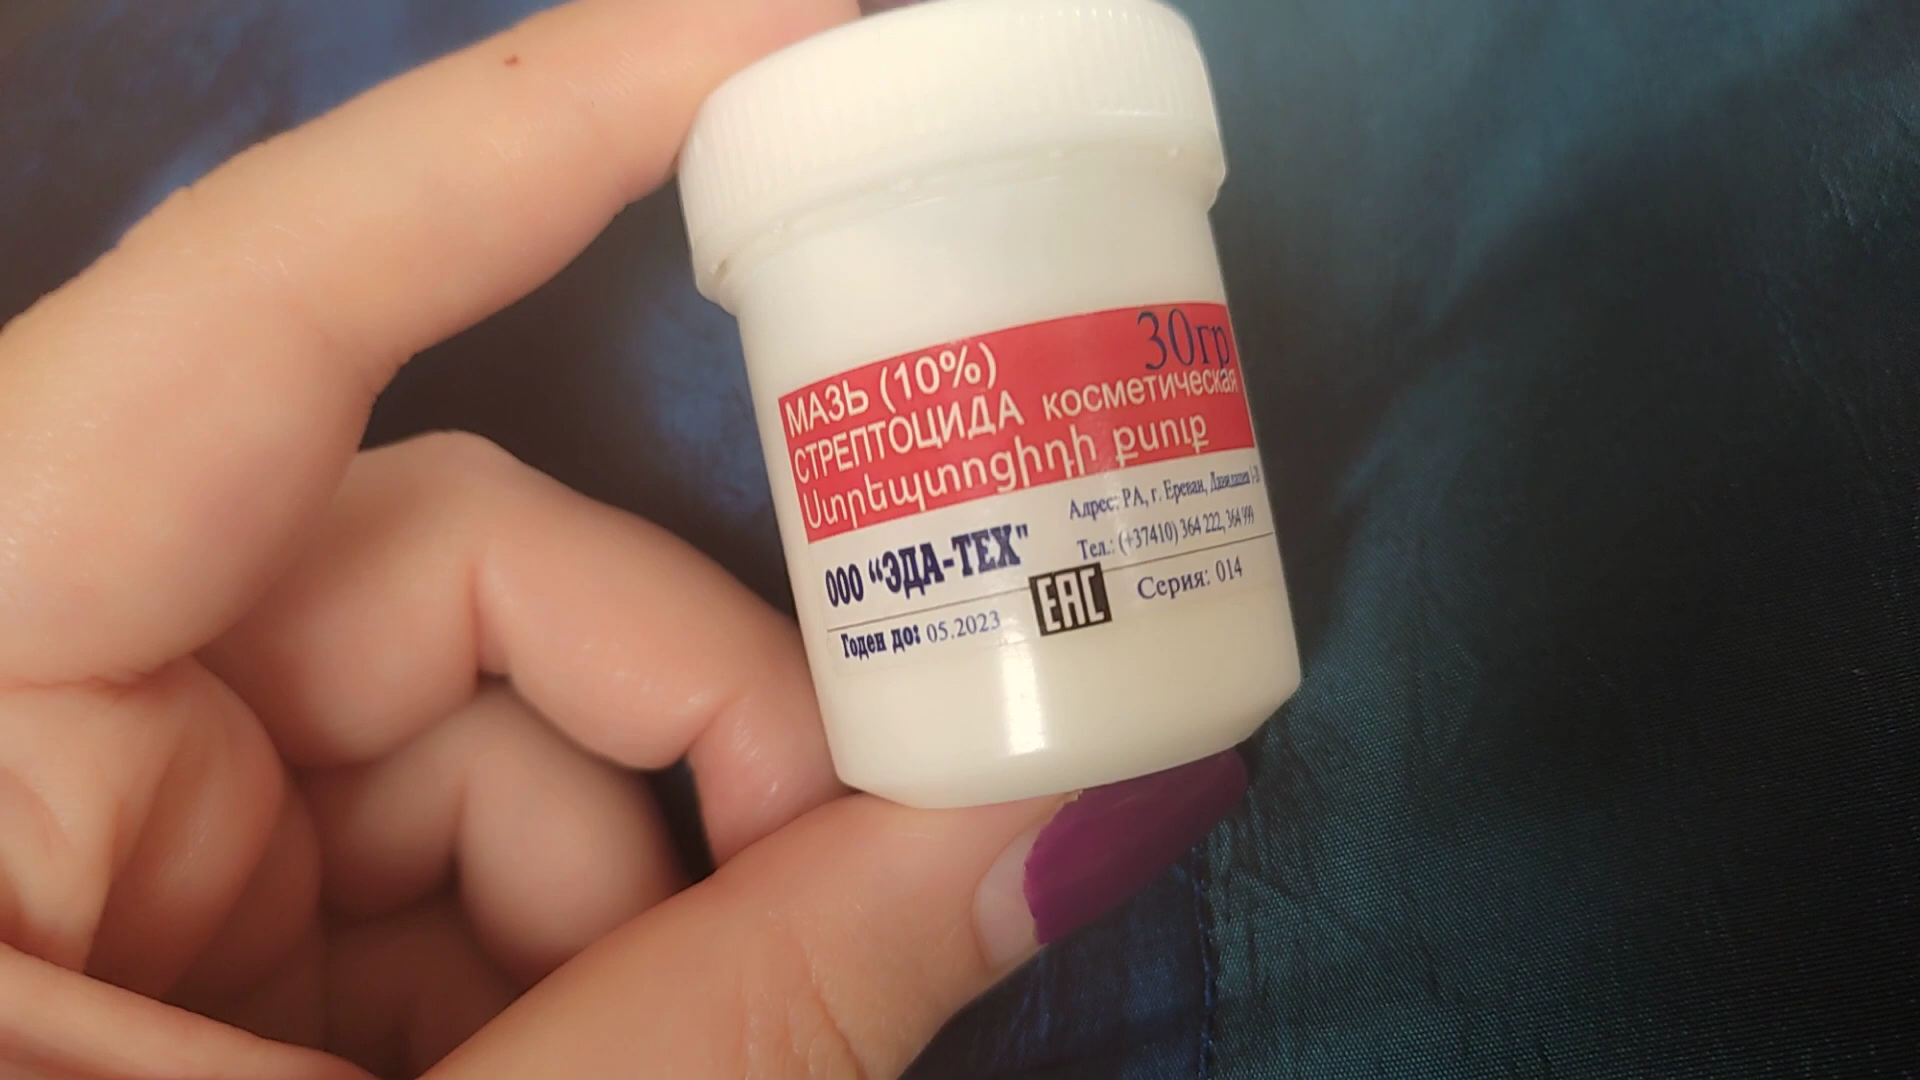 30гр
МАЗЬ (10%)
СТРЕПТОЦИДА косметическая
Ստրեպտոցիդի քսուք
ООО “ЭДА-ТЕХ"
Адрес: РА, г. Ереван,
Тел.: (+37410) 364 222, 364 999
Годен до: 05.2023
EAC
Серия: 014